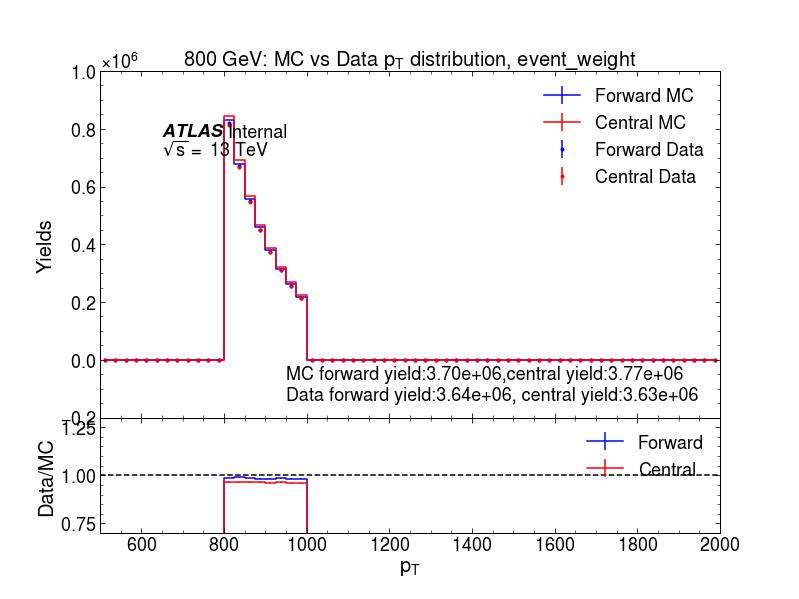 ×10⁶ 800 GeV: MC vs Data p_T distribution, event_weight
1.0
0.8
0.6
0.4
0.2
0.0
0.2
Yields
ATLAS Internal
√s = 13 TeV
Forward MC
Central MC
Forward Data
Central Data
MC forward yield:3.70e+06,central yield:3.77e+06
Data forward yield:3.64e+06, central yield:3.63e+06
1.25
1.00
0.75
Data/MC
Forward
Central
600 800 1000 1200 1400 1600 1800 2000
p_T